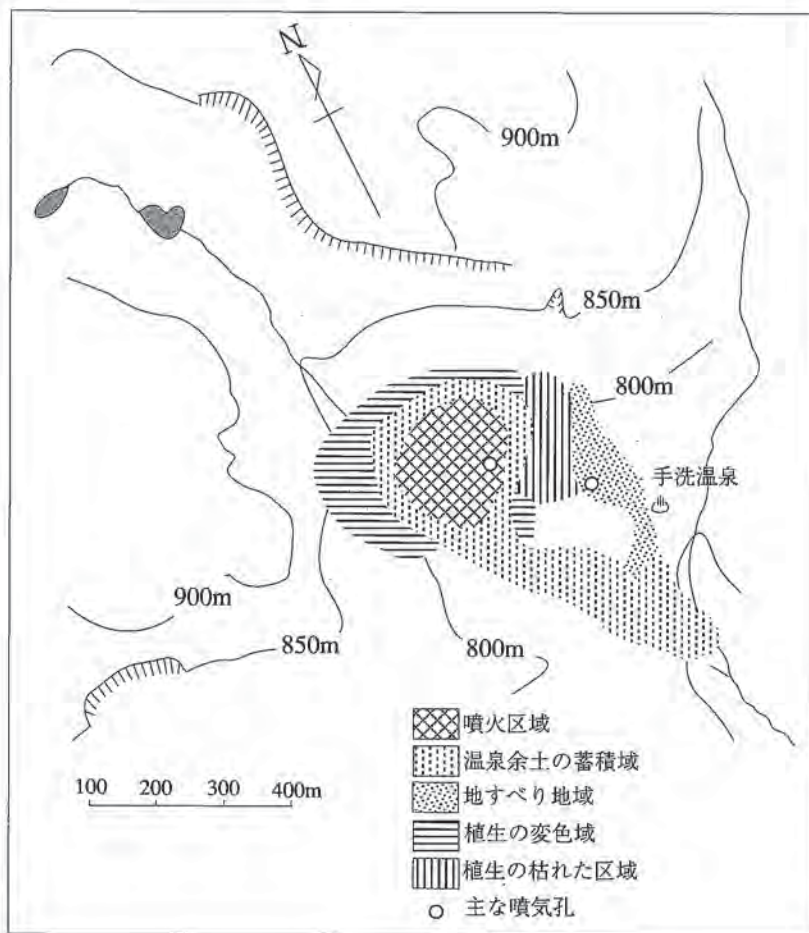 N
900m
850m
800m
手洗温泉
900m
850m
800m
噴火区域
温泉余土の蓄積域
地すべり地域
植生の変色域
植生の枯れた区域
主な噴気孔
100 200 300 400m